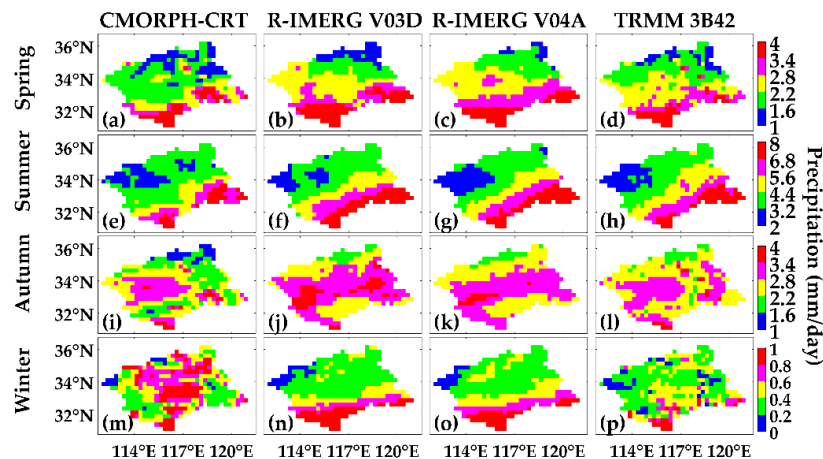 CMORPH-CRT R-IMERG V03D R-IMERG V04A TRMM 3B42
Spring
36°N
34°N
32°N
(a) (b) (c) (d)
4
3.4
2.8
2.2
1.6
1
Summer
36°N
34°N
32°N
(e) (f) (g) (h)
8
6.8
5.6
4.4
3.2
2
Autumn
36°N
34°N
32°N
(i) (j) (k) (l)
4
3.4
2.8
2.2
1.6
1
Winter
36°N
34°N
32°N
(m) (n) (o) (p)
1
0.8
0.6
0.4
0.2
0
Precipitation (mm/day)
114°E 117°E 120°E 114°E 117°E 120°E 114°E 117°E 120°E 114°E 117°E 120°E